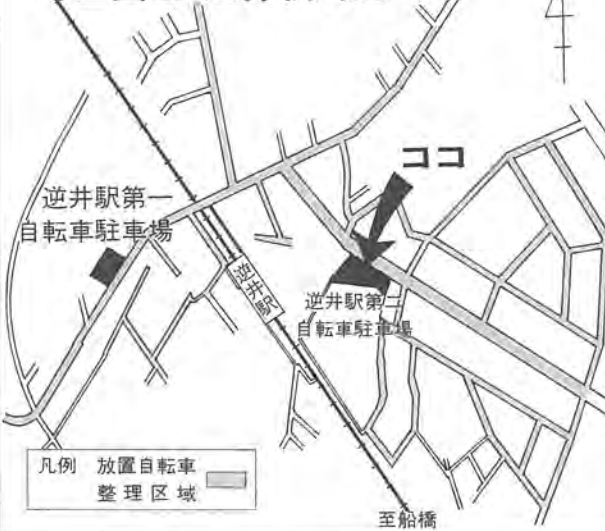 ココ
逆井駅第一
自転車駐車場
逆井駅
逆井駅第二
自転車駐車場
凡例 放置自転車
整理区域
至船橋